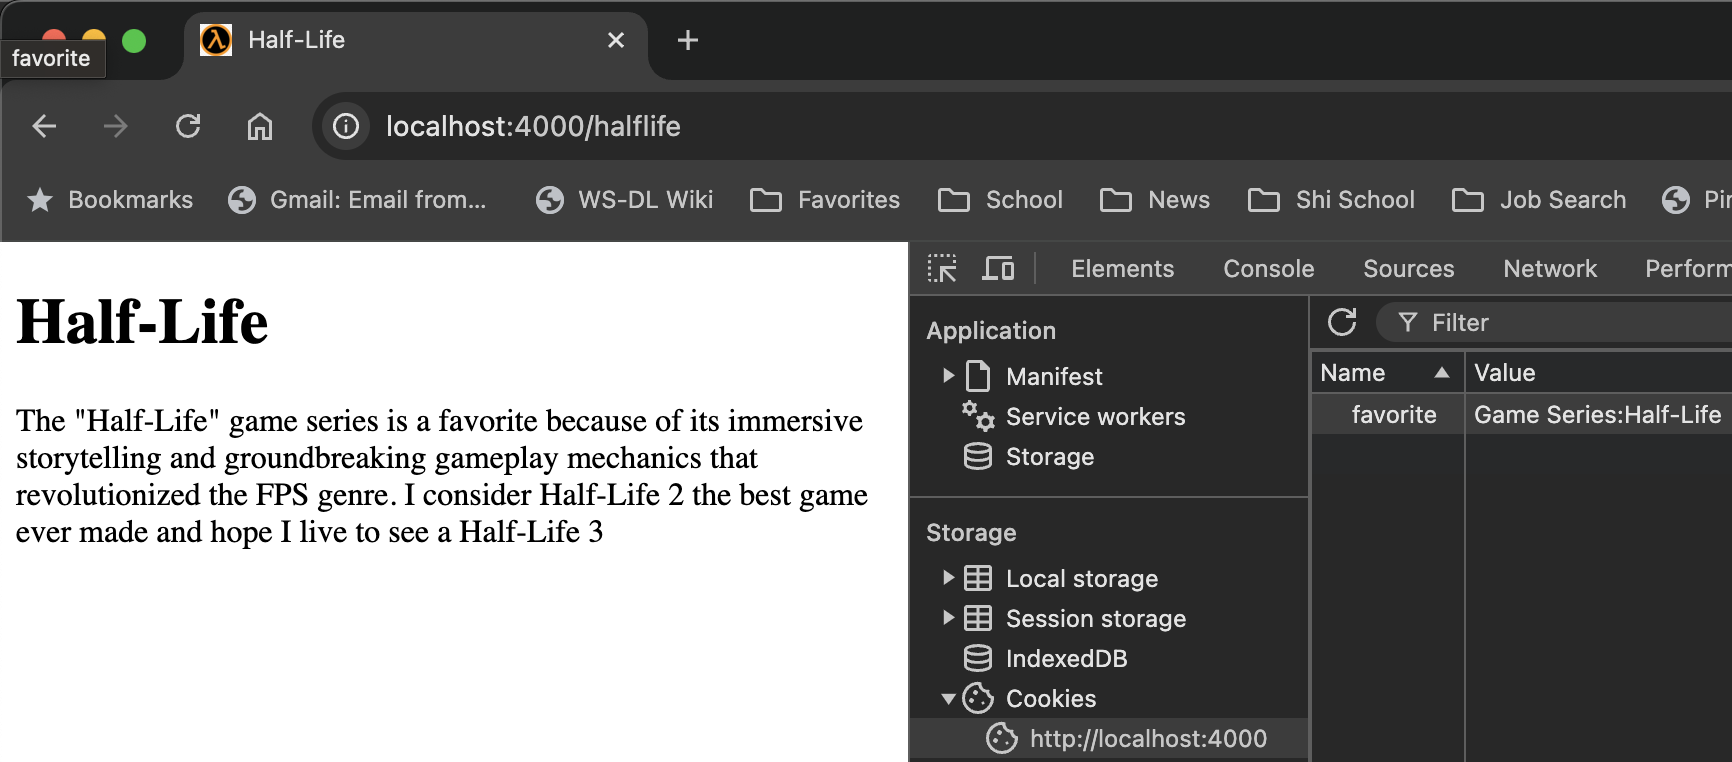 Half-Life
favorite
localhost:4000/halflife
Bookmarks
Gmail: Email from...
WS-DL Wiki
Favorites
School
News
Shi School
Job Search
Half-Life
The "Half-Life" game series is a favorite because of its immersive
storytelling and groundbreaking gameplay mechanics that
revolutionized the FPS genre. I consider Half-Life 2 the best game
ever made and hope I live to see a Half-Life 3
Elements
Console
Sources
Network
Application
Manifest
Service workers
Storage
Storage
Local storage
Session storage
IndexedDB
Cookies
http://localhost:4000
Filter
Name
Value
favorite
Game Series:Half-Life